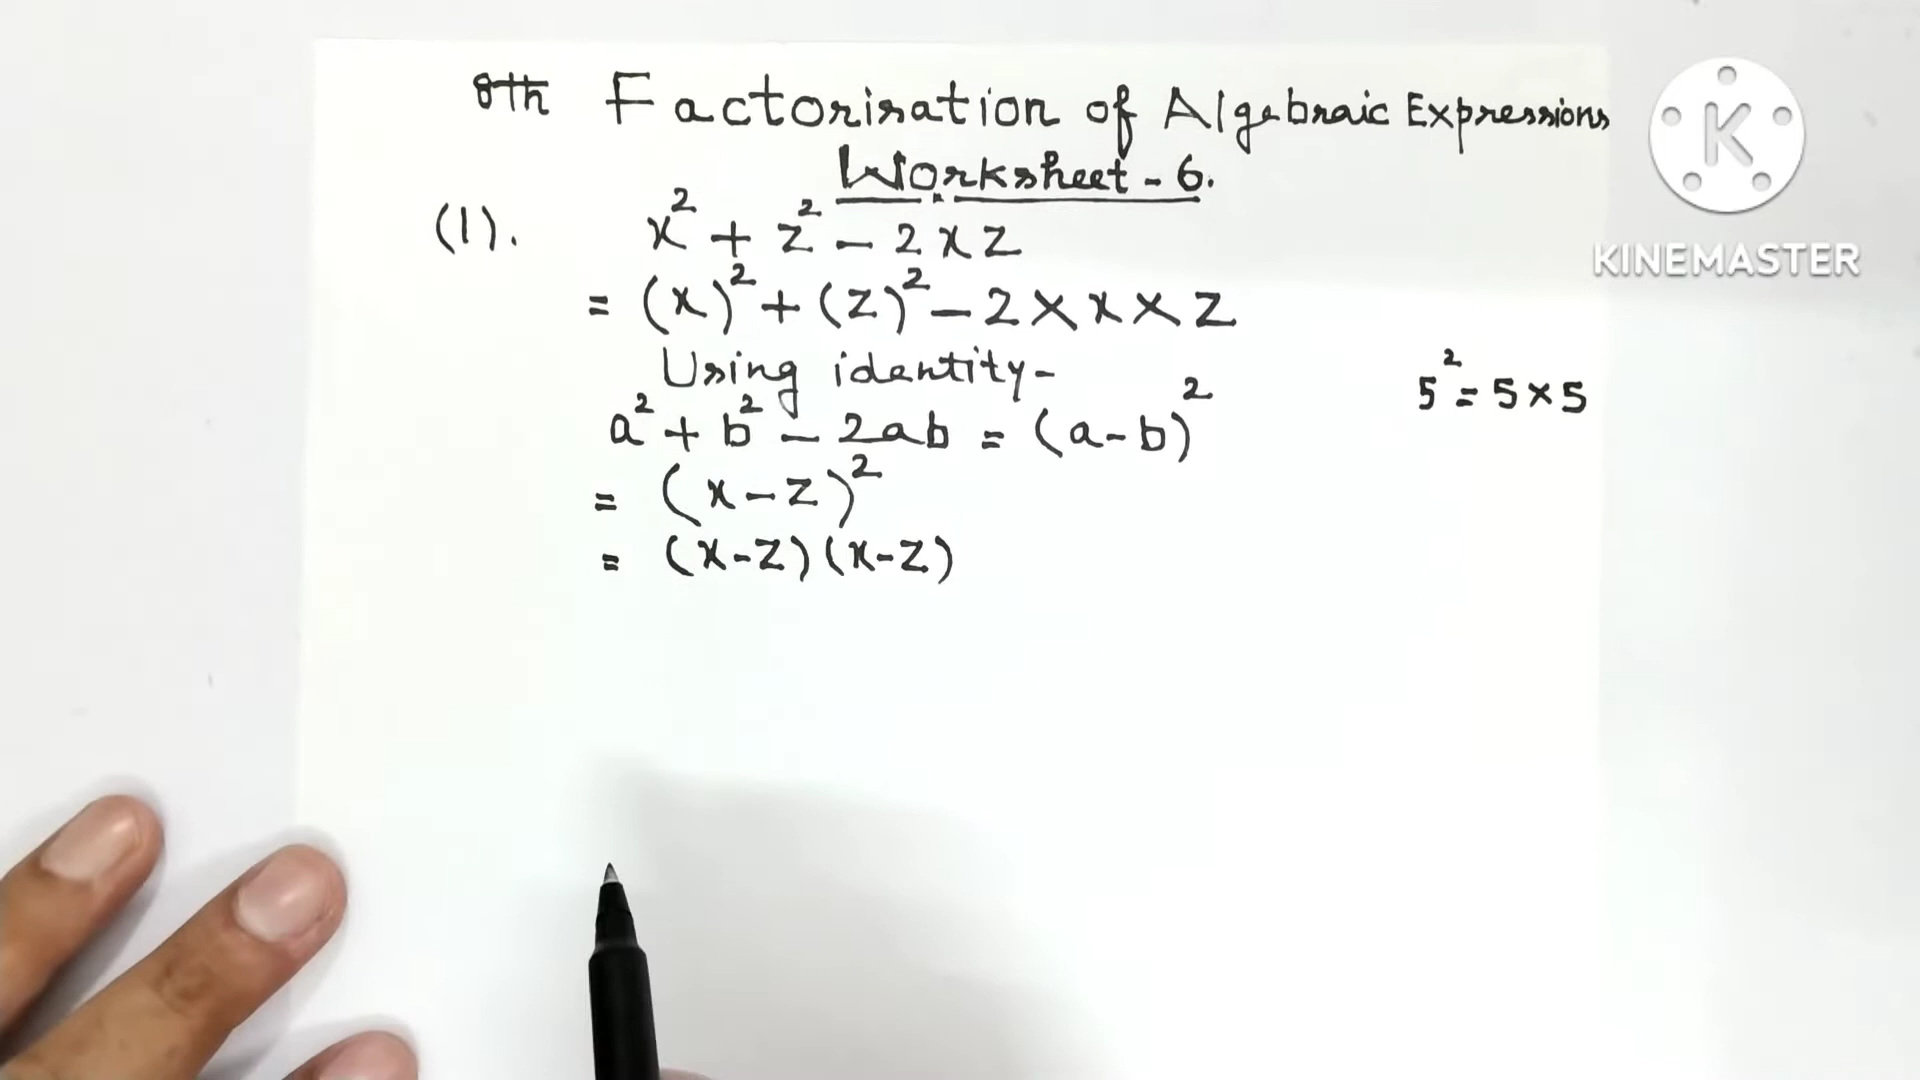 8th Factorisation of Algebraic Expressions
Worksheet - 6.
(1). x² + z² - 2xz
= (x)² + (z)² - 2 × x × z
Using identity-
5² = 5 × 5
a² + b² - 2ab = (a-b)²
= (x-z)²
= (x-z)(x-z)
K
KINEMASTER